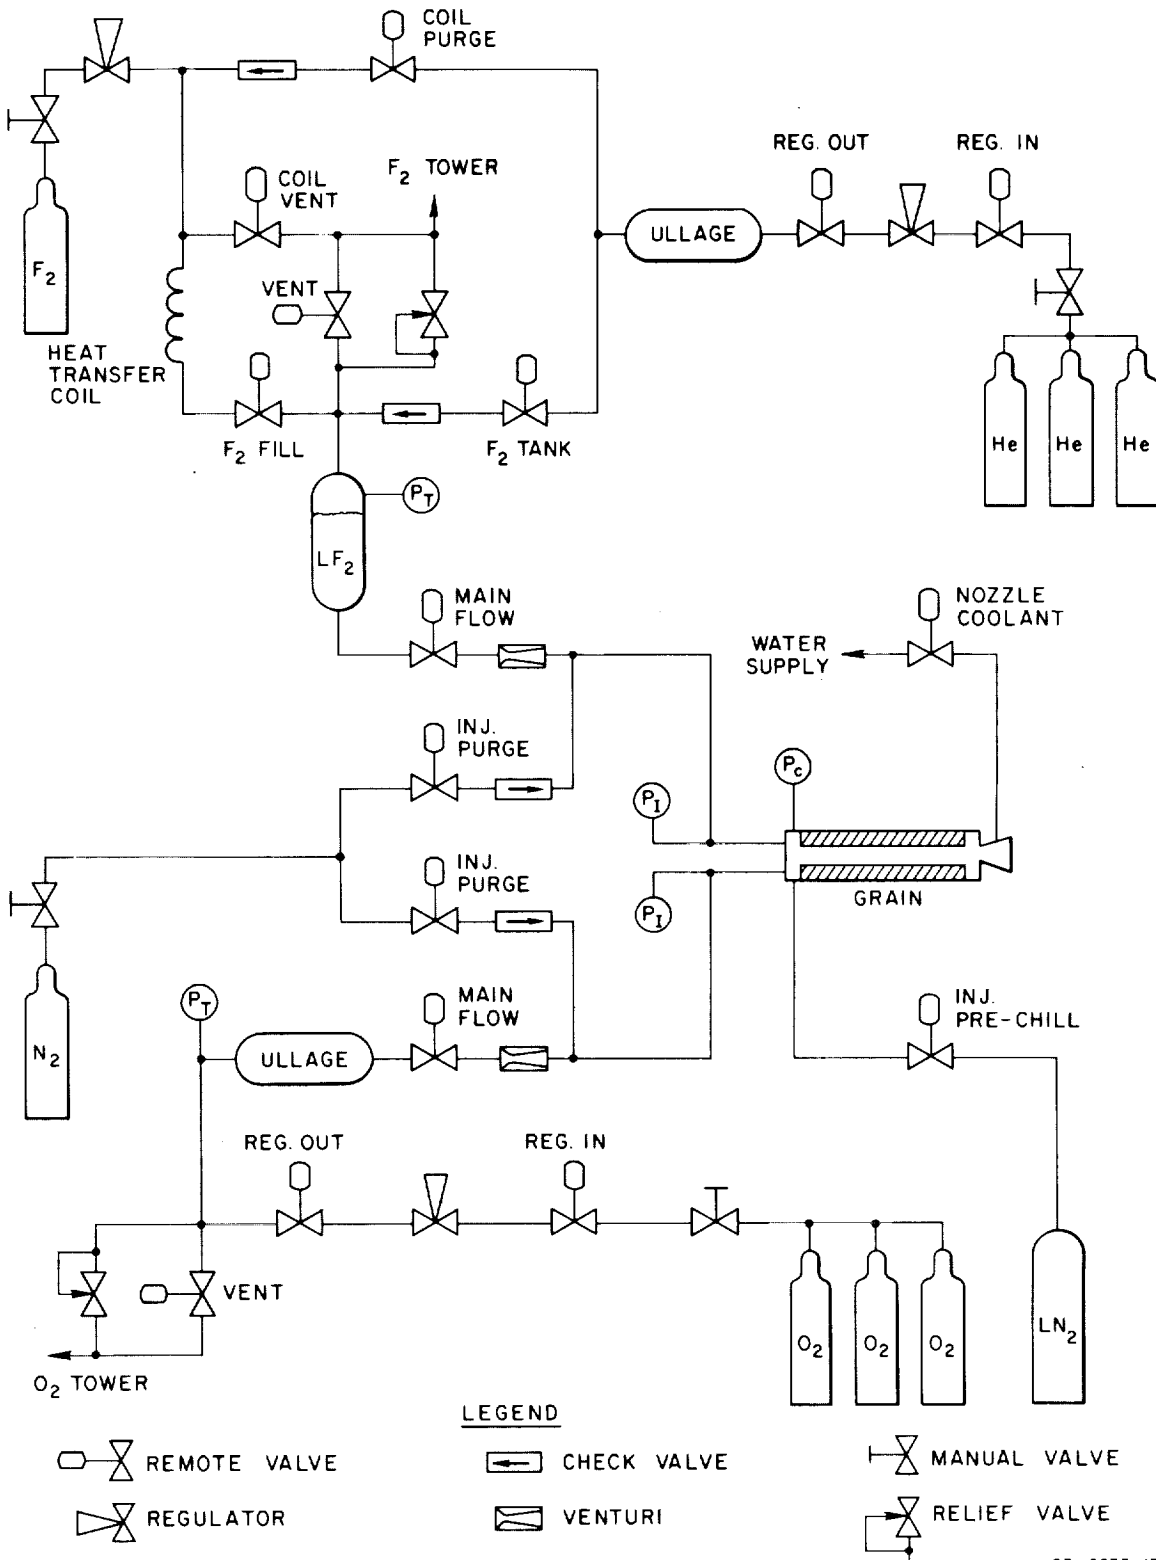 COIL
PURGE
REG. OUT
REG. IN
F2 TOWER
COIL
VENT
ULLAGE
F2
VENT
HEAT
TRANSFER
COIL
He
He
He
F2 FILL
F2 TANK
PT
LF2
MAIN
FLOW
NOZZLE
COOLANT
WATER
SUPPLY
INJ.
PURGE
PC
PI
INJ.
PURGE
GRAIN
PI
PT
MAIN
FLOW
INJ.
PRE-CHILL
N2
ULLAGE
REG. OUT
REG. IN
VENT
O2
O2
O2
LN2
O2 TOWER
LEGEND
REMOTE VALVE
CHECK VALVE
MANUAL VALVE
REGULATOR
VENTURI
RELIEF VALVE